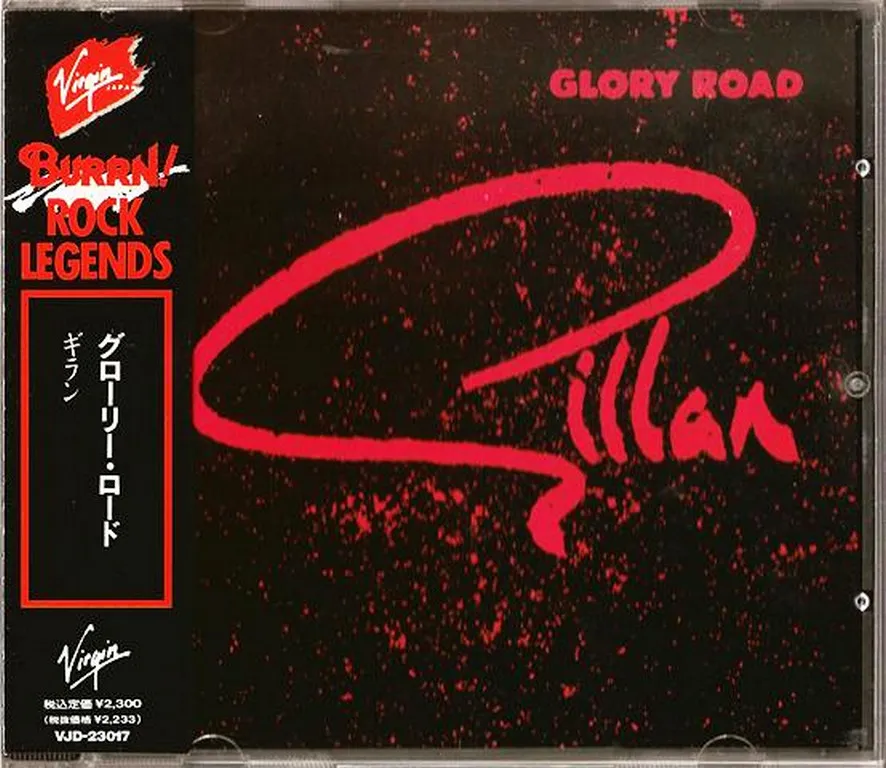 Virgin
JAPAN
BURRN!
ROCK
LEGENDS
グローリー・ロード
ギラン
Virgin
税込定価 ¥2,300
(税抜価格 ¥2,233)
VJD-23017
GLORY ROAD
Gillan